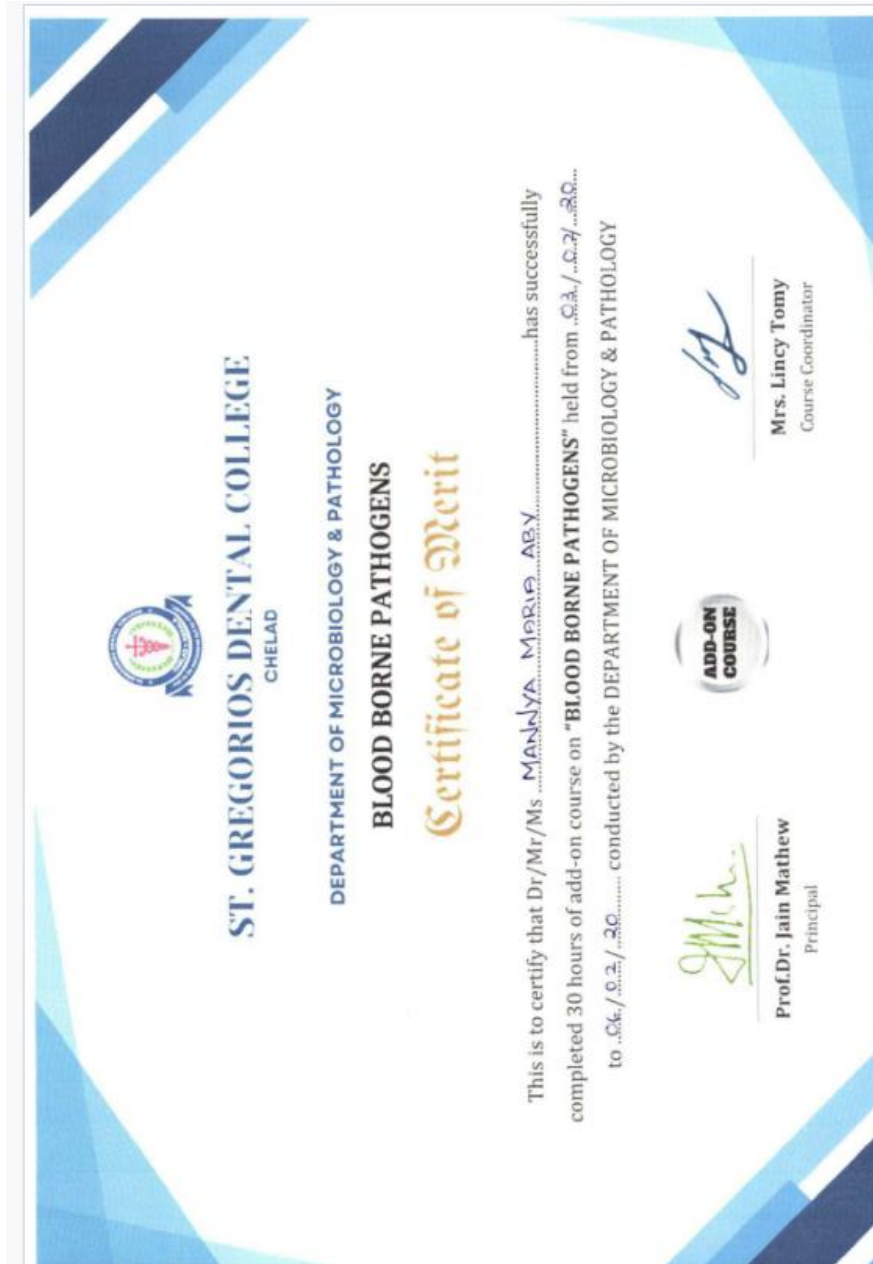 ST. GREGORIOS DENTAL COLLEGE
CHELAD
DEPARTMENT OF MICROBIOLOGY & PATHOLOGY
BLOOD BORNE PATHOGENS
Certificate of Merit
This is to certify that Dr/Mr/Ms MANNYA MARIA ABY has successfully
completed 30 hours of add-on course on "BLOOD BORNE PATHOGENS" held from 03/02/20
to 06/02/20 conducted by the DEPARTMENT OF MICROBIOLOGY & PATHOLOGY
ADD-ON
COURSE
Prof.Dr. Jain Mathew
Principal
Mrs. Lincy Tomy
Course Coordinator